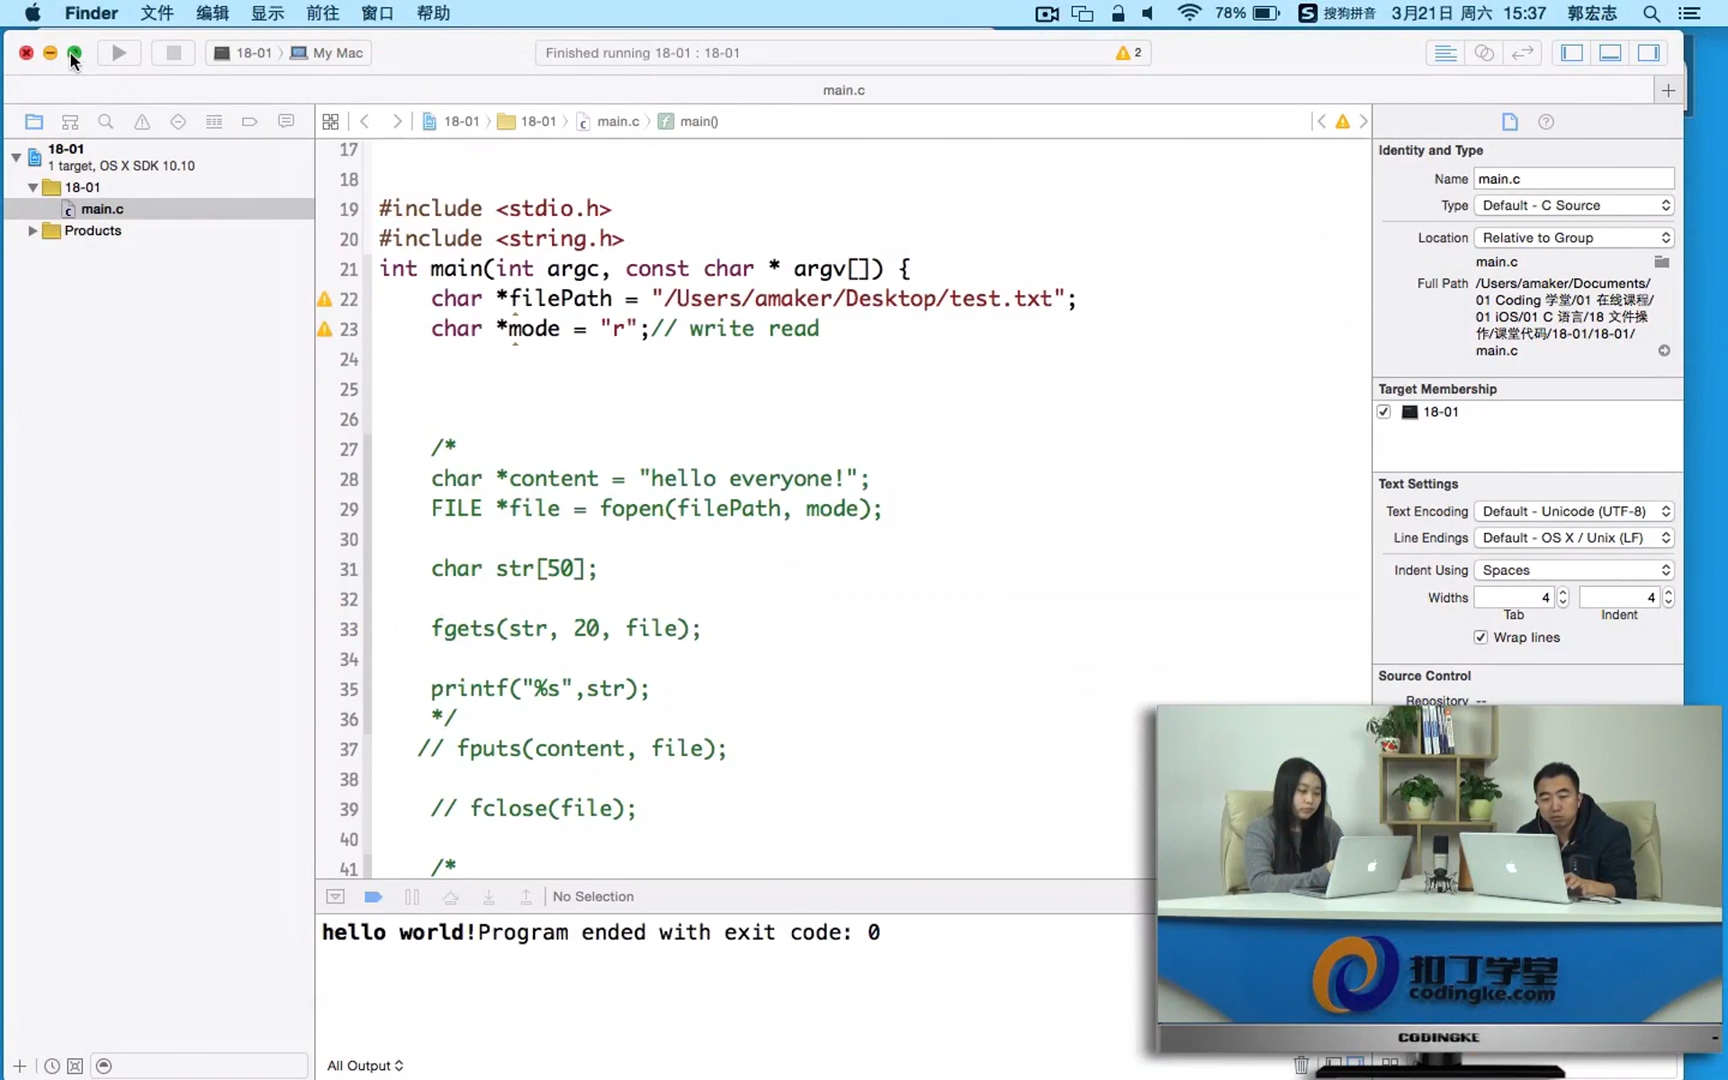 Finder 文件 编辑 显示 前往 窗口 帮助 78% S 搜狗拼音 3月21日 周六 15:37 郭宏志
18-01 My Mac Finished running 18-01 : 18-01 2
main.c
18-01 18-01 main.c main()
18-01
1 target, OS X SDK 10.10
18-01
main.c
Products
17
18
19 #include <stdio.h>
20 #include <string.h>
21 int main(int argc, const char * argv[]) {
22 char *filePath = "/Users/amaker/Desktop/test.txt";
23 char *mode = "r";// write read
24
25
26
27 /*
28 char *content = "hello everyone!";
29 FILE *file = fopen(filePath, mode);
30
31 char str[50];
32
33 fgets(str, 20, file);
34
35 printf("%s",str);
36 */
37 // fputs(content, file);
38
39 // fclose(file);
40
41 /*
No Selection
hello world!Program ended with exit code: 0
All Output
Identity and Type
Name main.c
Type Default - C Source
Location Relative to Group
main.c
Full Path /Users/amaker/Documents/
01 Coding 学堂/01 在线课程/
01 iOS/01 C 语言/18 文件操
作/课堂代码/18-01/18-01/
main.c
Target Membership
18-01
Text Settings
Text Encoding Default - Unicode (UTF-8)
Line Endings Default - OS X / Unix (LF)
Indent Using Spaces
Widths 4 4
Tab Indent
Wrap lines
Source Control
Repository --
扣丁学堂
codingke.com
CODINGKE